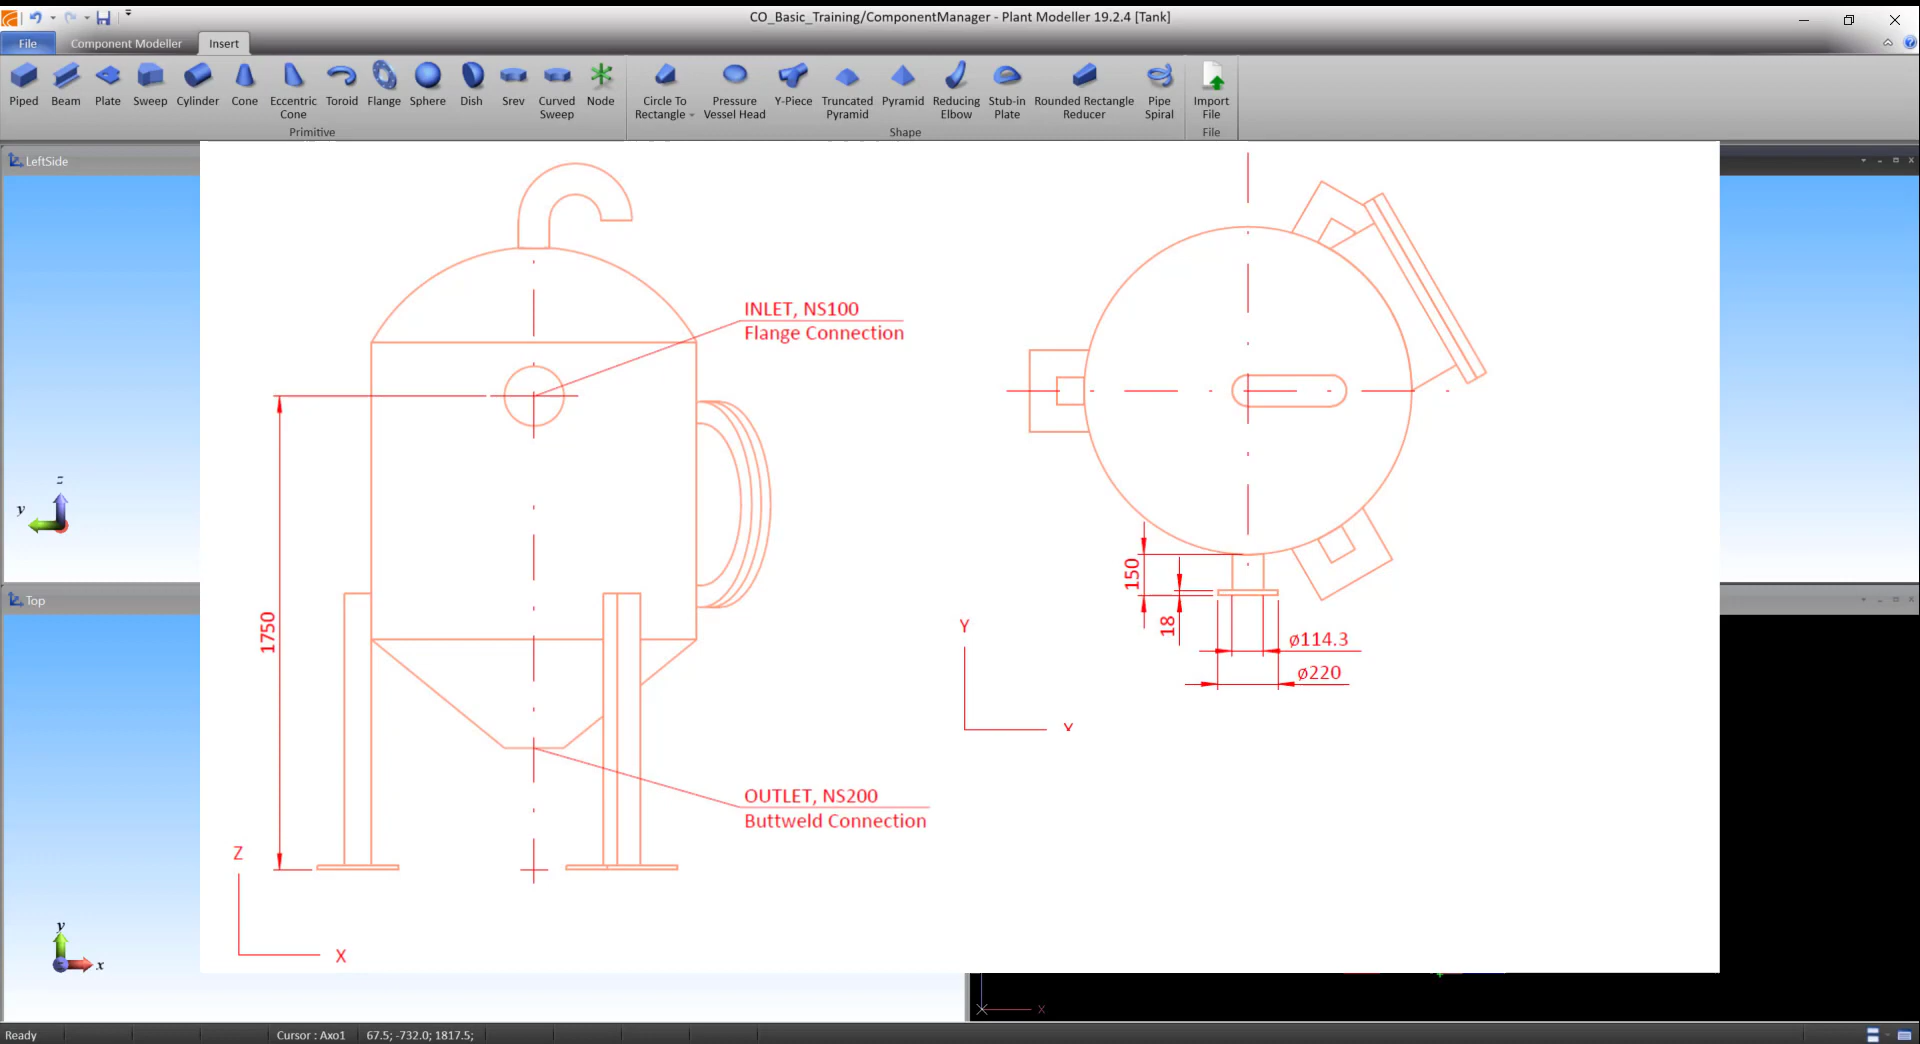 CO_Basic_Training/ComponentManager - Plant Modeller 19.2.4 [Tank]
File Component Modeller Insert
Piped Beam Plate Sweep Cylinder Cone Eccentric Cone Toroid Flange Sphere Dish Srev Curved Sweep Node
Primitive
Circle To Rectangle Pressure Vessel Head Y-Piece Truncated Pyramid Pyramid Reducing Elbow Stub-in Plate Rounded Rectangle Reducer Pipe Spiral
Shape
Import File
File
LeftSide
INLET, NS100
Flange Connection
z
y
Top
1750
150
18
ø114.3
ø220
Y
OUTLET, NS200
Buttweld Connection
Z
X
y
x
X
Ready Cursor : Axo1 67.5; -732.0; 1817.5;